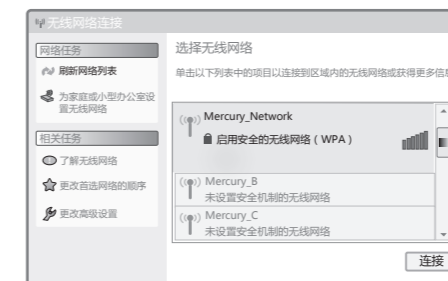 无线网络连接
网络任务
刷新网络列表
为家庭或小型办公室设
置无线网络
相关任务
了解无线网络
更改首选网络的顺序
更改高级设置
选择无线网络
单击以下列表中的项目以连接到区域内的无线网络或获得更多信
Mercury_Network
启用安全的无线网络（WPA）
Mercury_B
未设置安全机制的无线网络
Mercury_C
未设置安全机制的无线网络
连接